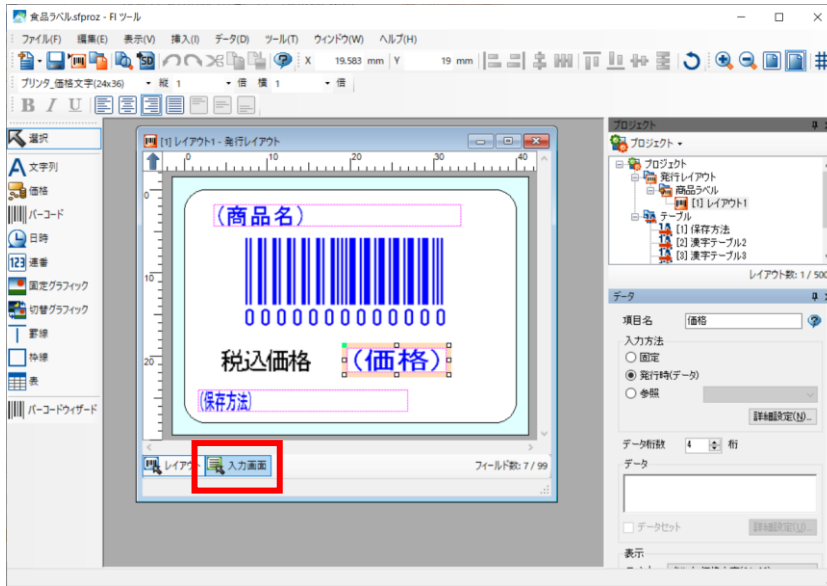 食品ラベル.sfproz - FI ツール
ファイル(F) 編集(E) 表示(V) 挿入(I) データ(D) ツール(T) ウィンドウ(W) ヘルプ(H)
X 19.583 mm Y 19 mm
プリンタ_価格文字(24x36) 縦 1 倍 横 1 倍
B I U
選択
文字列
価格
バーコード
日時
123 連番
固定グラフィック
切替グラフィック
罫線
枠線
表
バーコードウィザード
[1] レイアウト1 - 発行レイアウト
0 10 20 30 40
0
10
20
(商品名)
0000000000000
税込価格 (価格)
(保存方法)
レイアウト 入力画面 フィールド数: 7 / 99
プロジェクト
プロジェクト
プロジェクト
発行レイアウト
商品ラベル
[1] レイアウト1
テーブル
[1] 保存方法
[2] 漢字テーブル2
[3] 漢字テーブル3
レイアウト数: 1 / 500
データ
項目名 価格
入力方法
固定
発行時(データ)
参照
詳細設定(N)...
データ桁数 4 桁
データ
データセット 詳細設定(U)...
表示